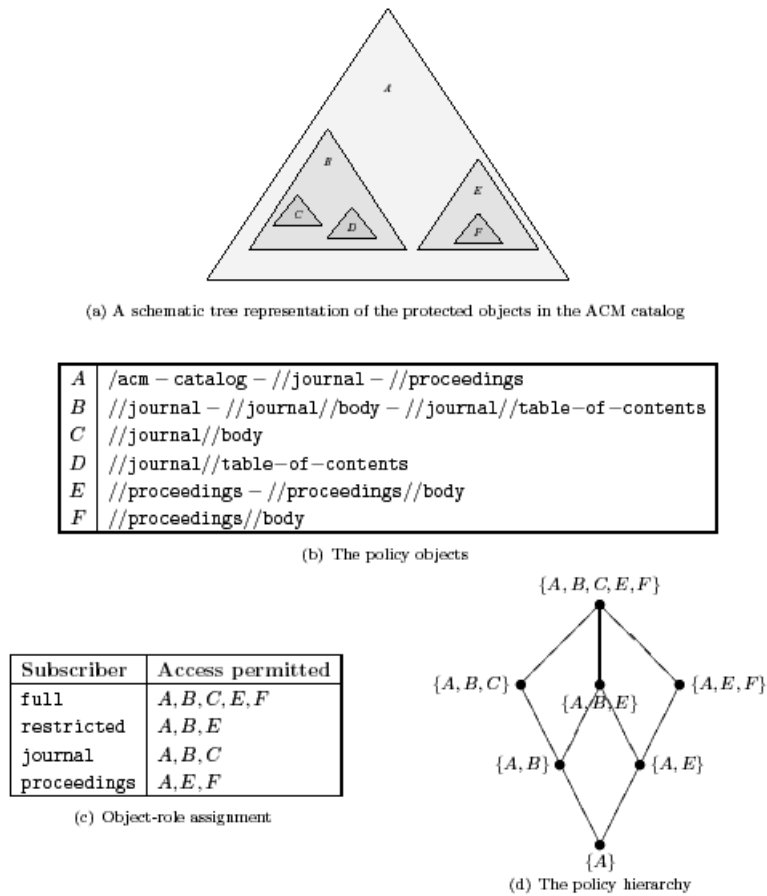 A
B
E
C
D
F
(a) A schematic tree representation of the protected objects in the ACM catalog
A /acm − catalog − //journal − //proceedings
B //journal − //journal//body − //journal//table−of−contents
C //journal//body
D //journal//table−of−contents
E //proceedings − //proceedings//body
F //proceedings//body
(b) The policy objects
Subscriber Access permitted
full A, B, C, E, F
restricted A, B, E
journal A, B, C
proceedings A, E, F
(c) Object-role assignment
{A, B, C, E, F}
{A, B, C} {A, B, E} {A, E, F}
{A, B} {A, E}
{A}
(d) The policy hierarchy